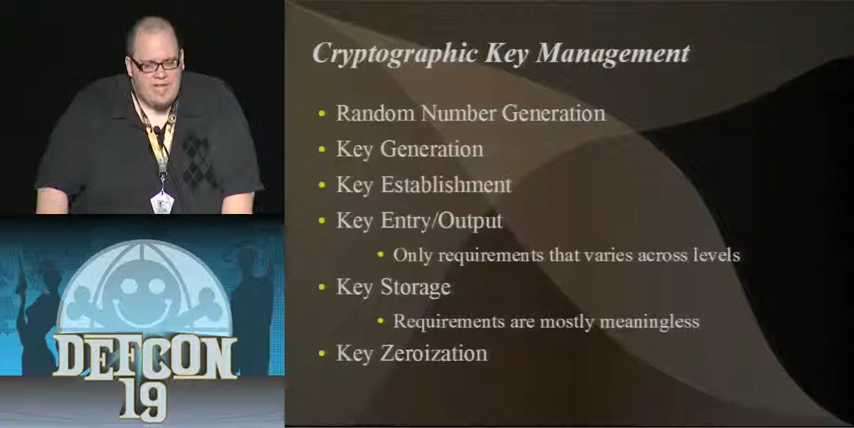 Cryptographic Key Management
Random Number Generation
Key Generation
Key Establishment
Key Entry/Output
Only requirements that varies across levels
Key Storage
Requirements are mostly meaningless
Key Zeroization
DEFCON
19